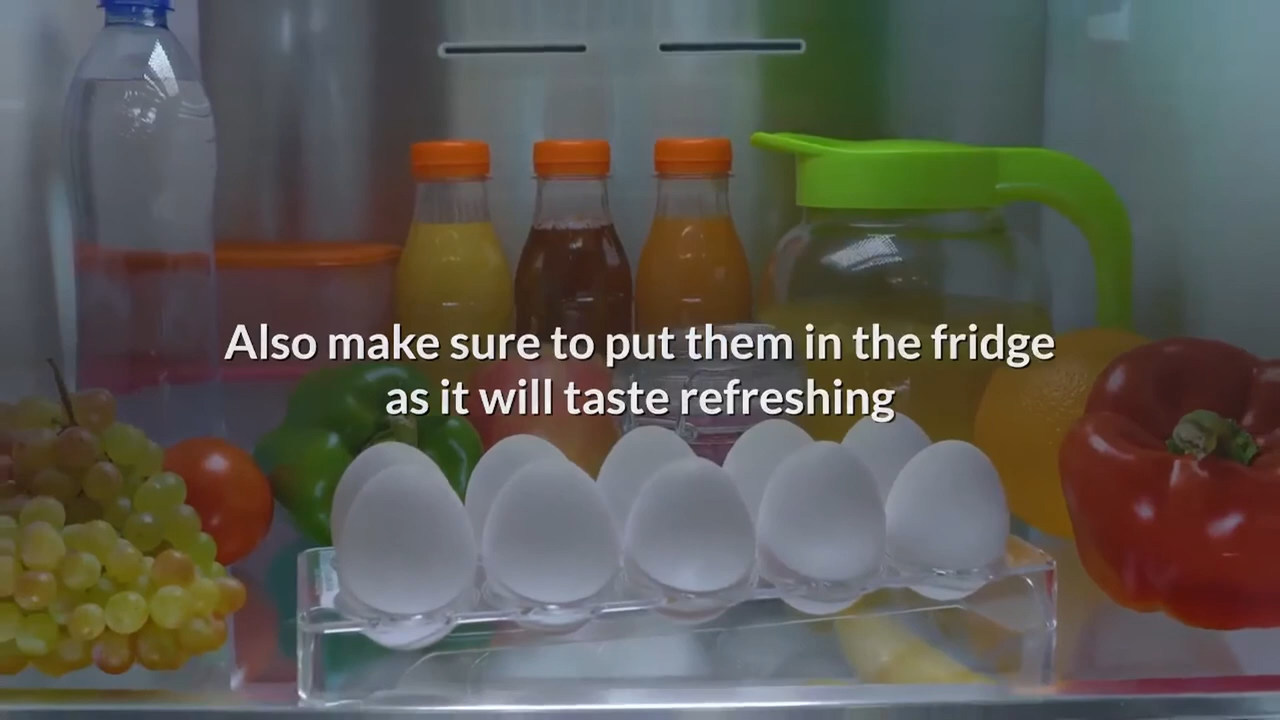 Also make sure to put them in the fridge
as it will taste refreshing